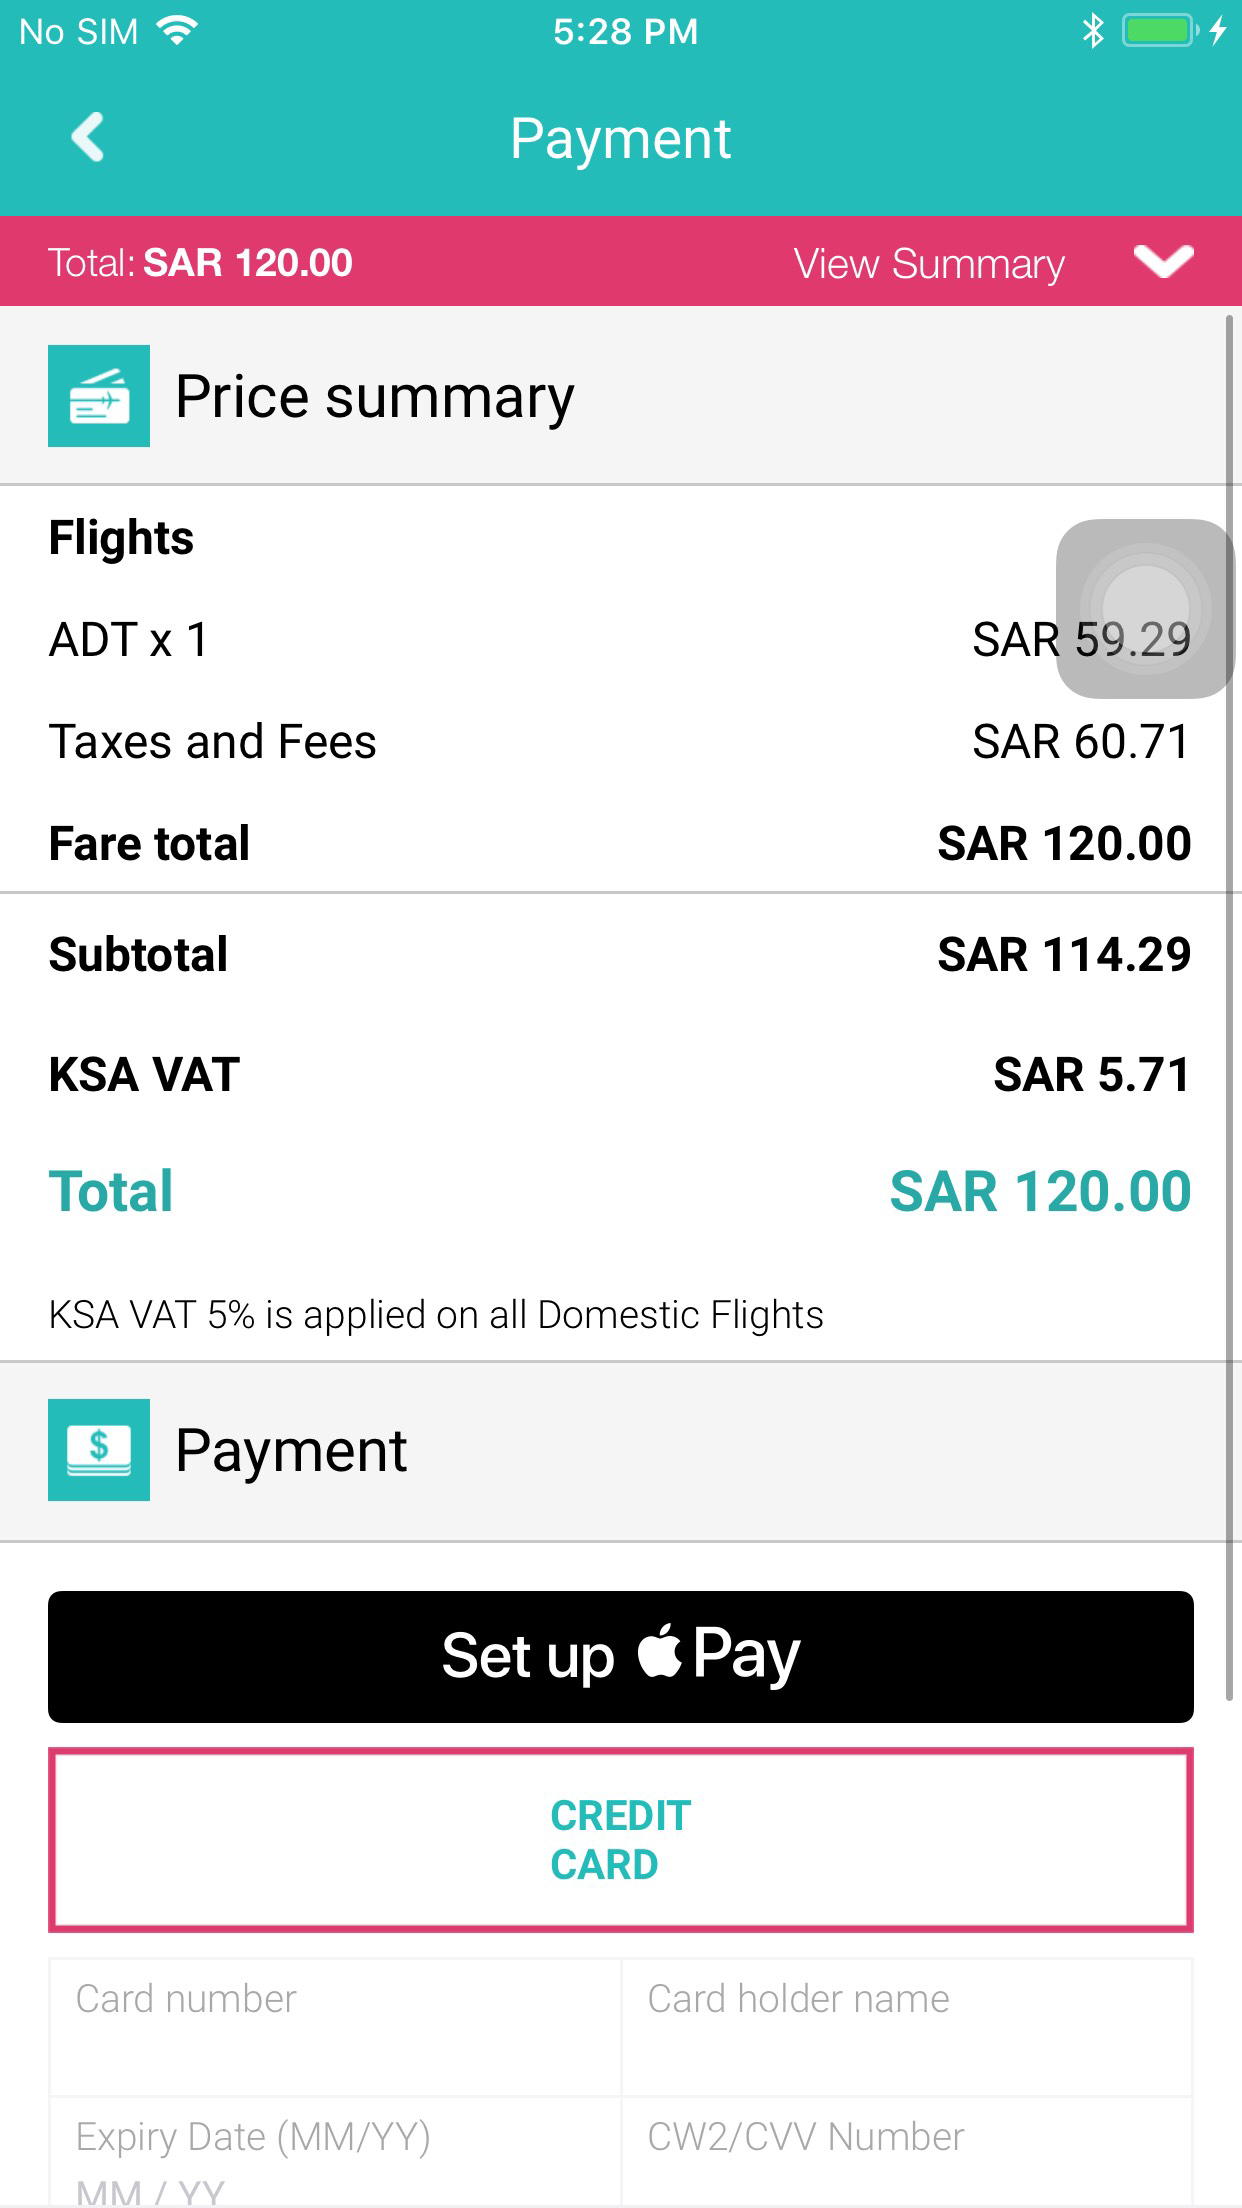 No SIM 5:28 PM
Payment
Total: SAR 120.00 View Summary
Price summary
Flights
ADT x 1 SAR 59.29
Taxes and Fees SAR 60.71
Fare total SAR 120.00
Subtotal SAR 114.29
KSA VAT SAR 5.71
Total SAR 120.00
KSA VAT 5% is applied on all Domestic Flights
$ Payment
Set up Pay
CREDIT
CARD
Card number Card holder name
Expiry Date (MM/YY) CW2/CVV Number
MM / YY